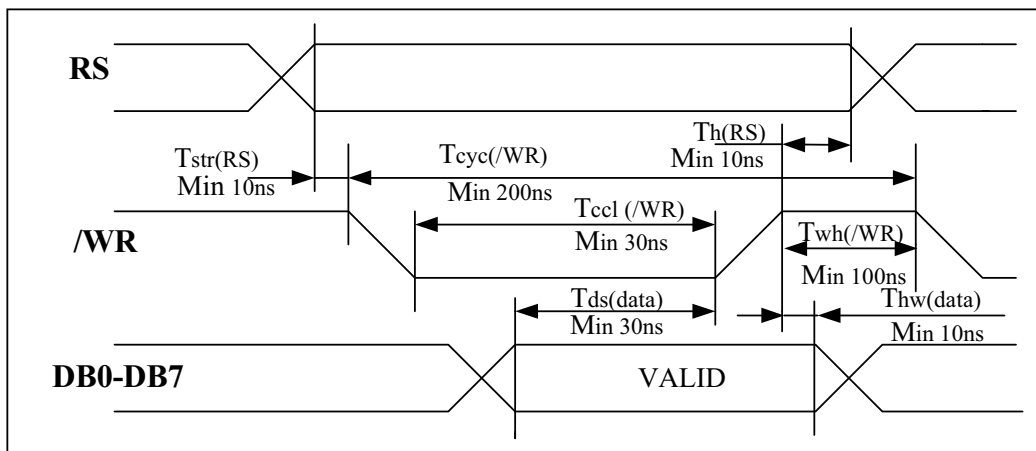 RS
Th(RS)
Min 10ns
Tstr(RS)
Min 10ns
Tcyc(/WR)
Min 200ns
/WR
Tccl (/WR)
Min 30ns
Twh(/WR)
Min 100ns
Tds(data)
Min 30ns
Thw(data)
Min 10ns
DB0-DB7
VALID